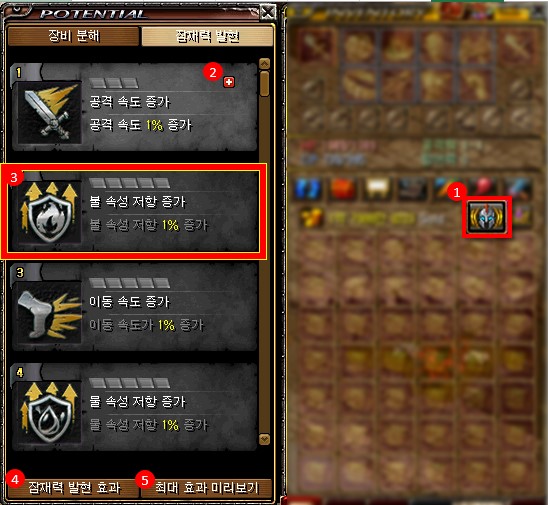 POTENTIAL
장비 분해
잠재력 발현
1
2
공격 속도 증가
공격 속도 1% 증가
3
불 속성 저항 증가
불 속성 저항 1% 증가
3
이동 속도 증가
이동 속도가 1% 증가
4
물 속성 저항 증가
물 속성 저항 1% 증가
4
잠재력 발현 효과
5
최대 효과 미리보기
1